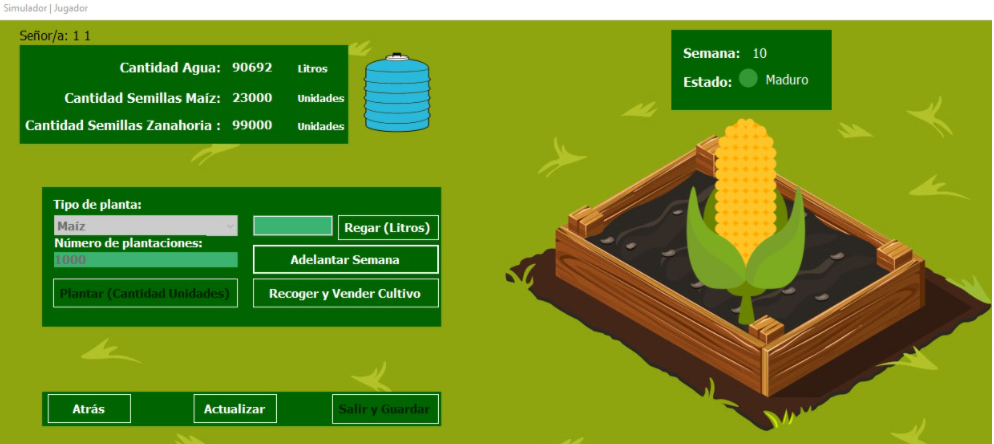 Simulador | Jugador
Señor/a: 1 1
Cantidad Agua: 90692 Litros
Cantidad Semillas Maíz: 23000 Unidades
Cantidad Semillas Zanahoria : 99000 Unidades
Semana: 10
Estado: Maduro
Tipo de planta:
Maíz
Regar (Litros)
Número de plantaciones:
1000
Adelantar Semana
Plantar (Cantidad Unidades)
Recoger y Vender Cultivo
Atrás
Actualizar
Salir y Guardar